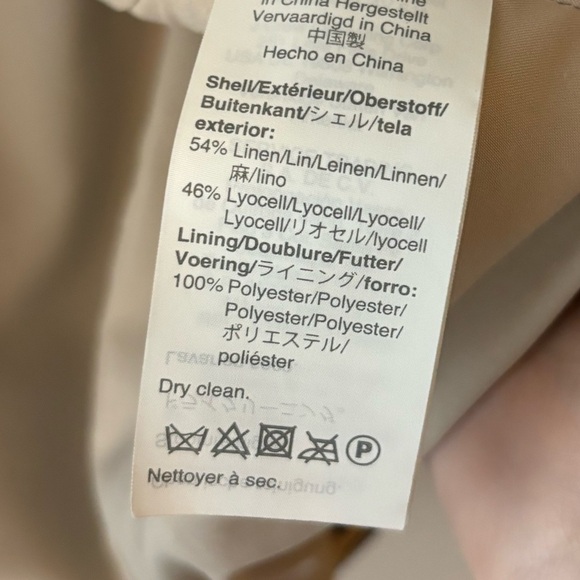 in China Hergestellt
Vervaardigd in China
中国製
Hecho en China
Shell/Extérieur/Oberstoff/
Buitenkant/シェル/tela
exterior:
54% Linen/Lin/Leinen/Linnen/
麻/lino
46% Lyocell/Lyocell/Lyocell/
Lyocell/リオセル/lyocell
Lining/Doublure/Futter/
Voering/ライニング/forro:
100% Polyester/Polyester/
Polyester/Polyester/
ポリエステル/
poliéster
Dry clean.
P
Nettoyer à sec.